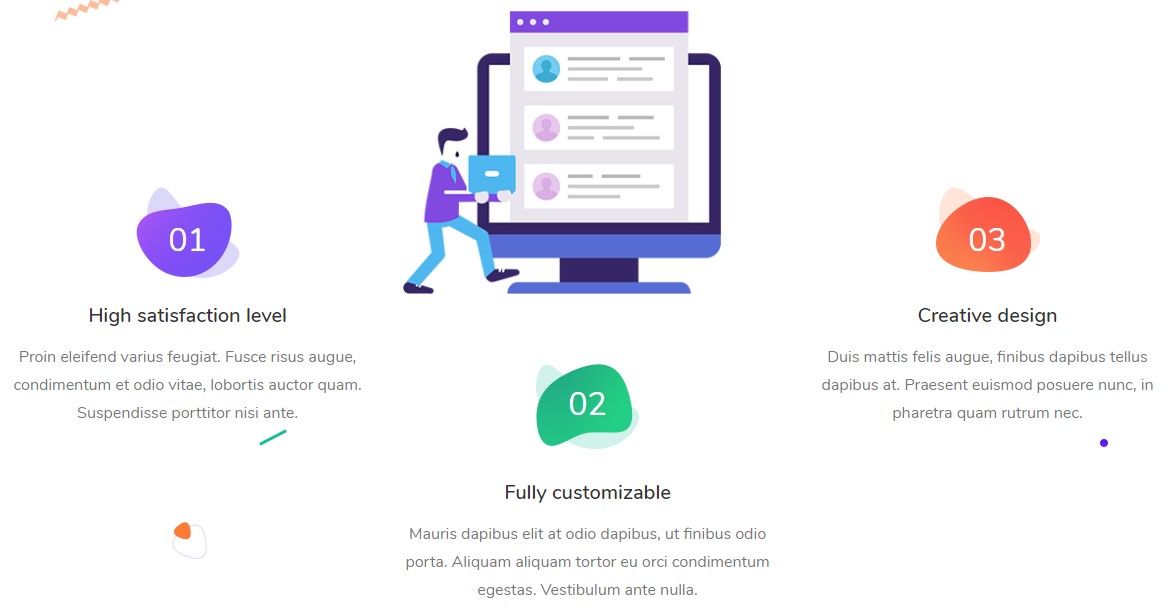 01
High satisfaction level
Proin eleifend varius feugiat. Fusce risus augue,
condimentum et odio vitae, lobortis auctor quam.
Suspendisse porttitor nisi ante.
02
Fully customizable
Mauris dapibus elit at odio dapibus, ut finibus odio
porta. Aliquam aliquam tortor eu orci condimentum
egestas. Vestibulum ante nulla.
03
Creative design
Duis mattis felis augue, finibus dapibus tellus
dapibus at. Praesent euismod posuere nunc, in
pharetra quam rutrum nec.